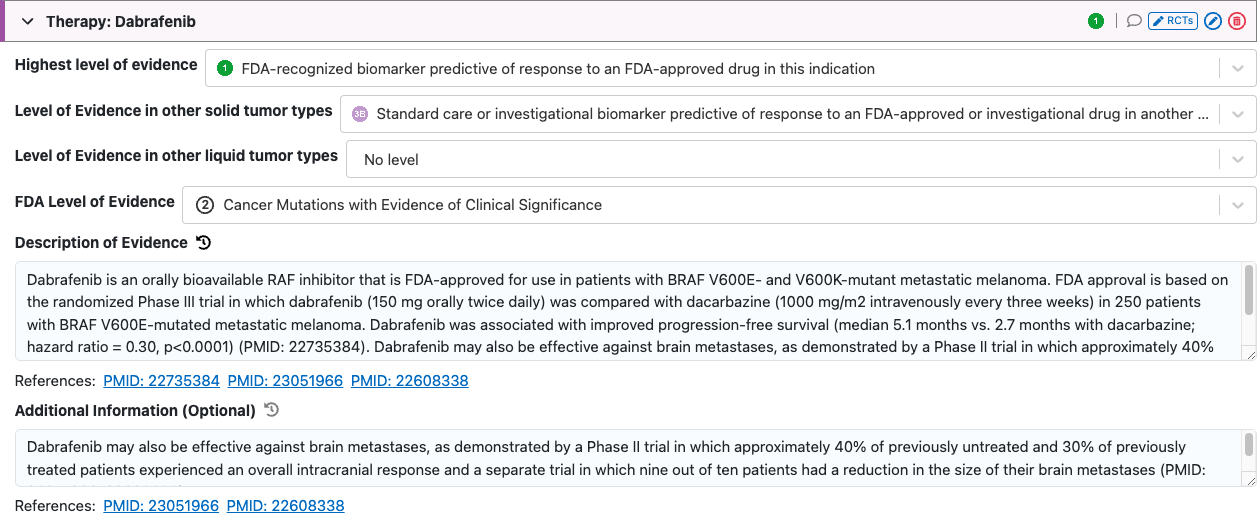 Therapy: Dabrafenib
1
RCTs
Highest level of evidence
1 FDA-recognized biomarker predictive of response to an FDA-approved drug in this indication
Level of Evidence in other solid tumor types
3B Standard care or investigational biomarker predictive of response to an FDA-approved or investigational drug in another ...
Level of Evidence in other liquid tumor types
No level
FDA Level of Evidence
2 Cancer Mutations with Evidence of Clinical Significance
Description of Evidence
Dabrafenib is an orally bioavailable RAF inhibitor that is FDA-approved for use in patients with BRAF V600E- and V600K-mutant metastatic melanoma. FDA approval is based on
the randomized Phase III trial in which dabrafenib (150 mg orally twice daily) was compared with dacarbazine (1000 mg/m2 intravenously every three weeks) in 250 patients
with BRAF V600E-mutated metastatic melanoma. Dabrafenib was associated with improved progression-free survival (median 5.1 months vs. 2.7 months with dacarbazine;
hazard ratio = 0.30, p<0.0001) (PMID: 22735384). Dabrafenib may also be effective against brain metastases, as demonstrated by a Phase II trial in which approximately 40%
References: PMID: 22735384 PMID: 23051966 PMID: 22608338
Additional Information (Optional)
Dabrafenib may also be effective against brain metastases, as demonstrated by a Phase II trial in which approximately 40% of previously untreated and 30% of previously
treated patients experienced an overall intracranial response and a separate trial in which nine out of ten patients had a reduction in the size of their brain metastases (PMID:
References: PMID: 23051966 PMID: 22608338